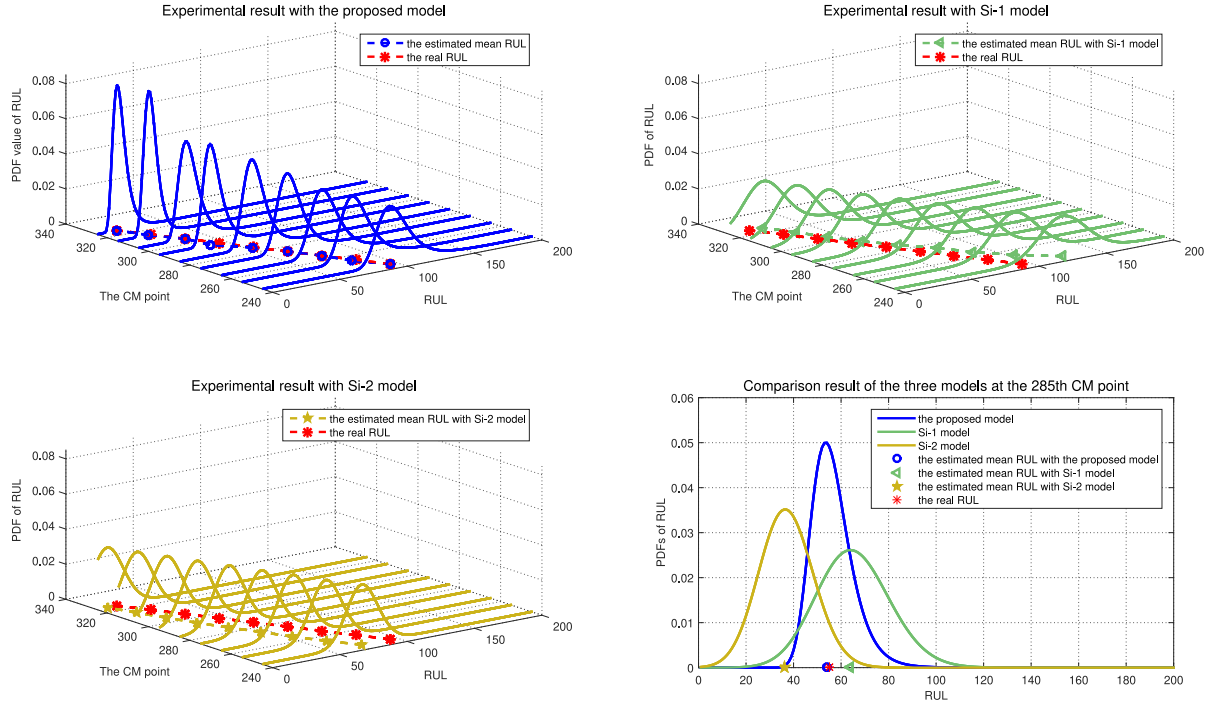 Experimental result with the proposed model
the estimated mean RUL
the real RUL
0.08
0.06
0.04
0.02
0
PDF value of RUL
340
320
300
280
260
240
The CM point
0
50
100
150
200
RUL
Experimental result with Si-1 model
the estimated mean RUL with Si-1 model
the real RUL
0.08
0.06
0.04
0.02
0
PDF of RUL
340
320
300
280
260
240
The CM point
0
50
100
150
200
RUL
Experimental result with Si-2 model
the estimated mean RUL with Si-2 model
the real RUL
0.08
0.06
0.04
0.02
0
PDF of RUL
340
320
300
280
260
240
The CM point
0
50
100
150
200
RUL
Comparison result of the three models at the 285th CM point
the proposed model
Si-1 model
Si-2 model
the estimated mean RUL with the proposed model
the estimated mean RUL with Si-1 model
the estimated mean RUL with Si-2 model
the real RUL
0.06
0.05
0.04
0.03
0.02
0.01
0
PDFs of RUL
0 20 40 60 80 100 120 140 160 180 200
RUL